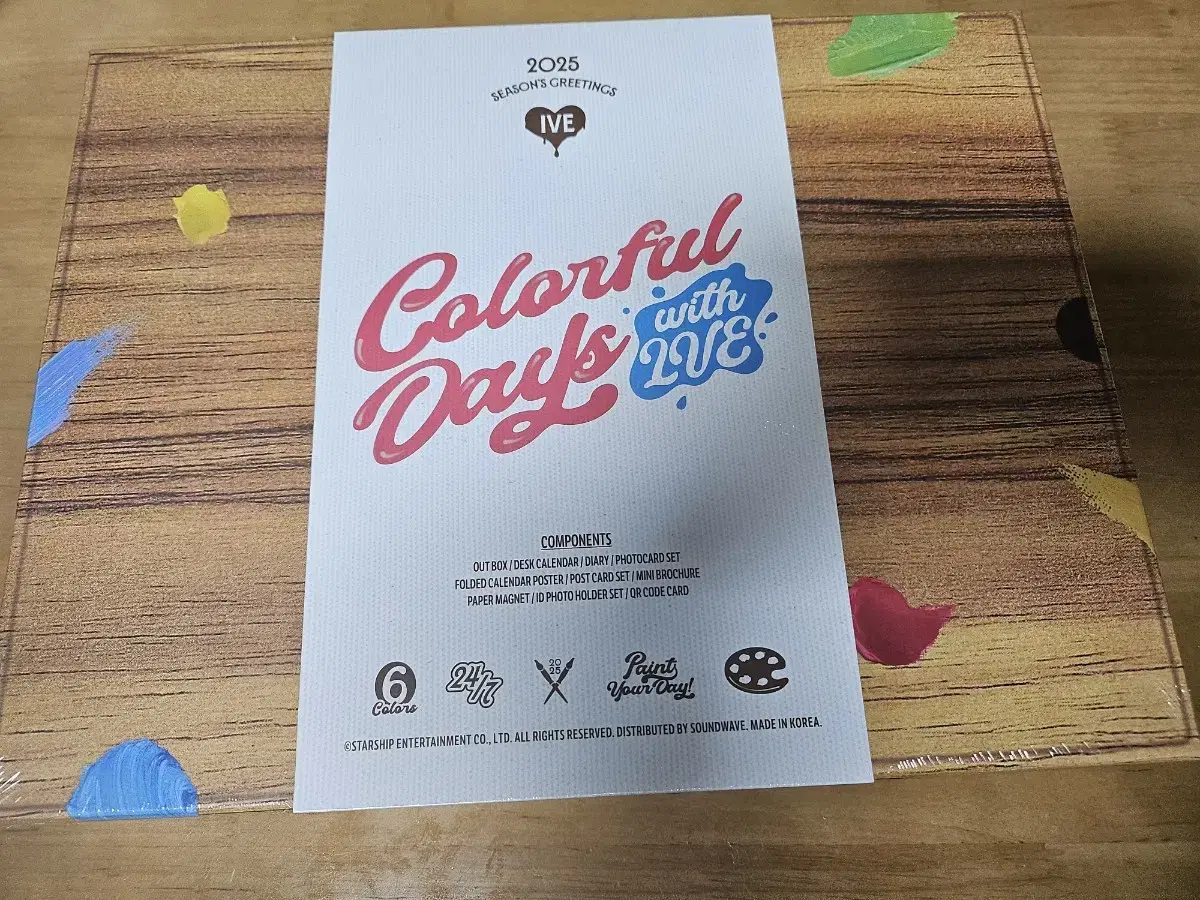 2025
SEASON'S GREETINGS
IVE
Colorful
Days
with
IVE
COMPONENTS
OUT BOX / DESK CALENDAR / DIARY / PHOTOCARD SET
FOLDED CALENDAR POSTER / POST CARD SET / MINI BROCHURE
PAPER MAGNET / ID PHOTO HOLDER SET / QR CODE CARD
6
Colors
24/7
20
25
Paint
Your Day!
©STARSHIP ENTERTAINMENT CO., LTD. ALL RIGHTS RESERVED. DISTRIBUTED BY SOUNDWAVE. MADE IN KOREA.